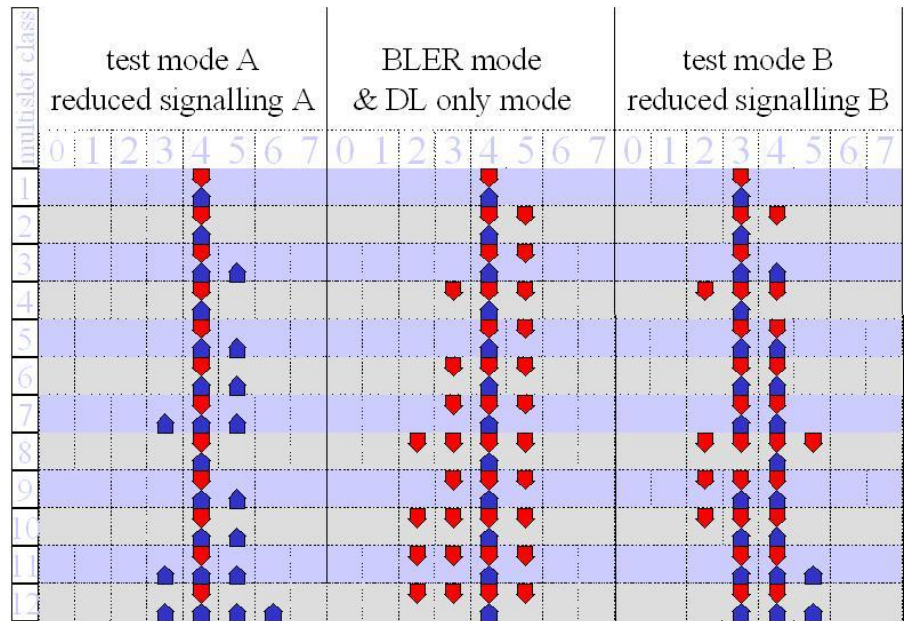 multislot class
test mode A
reduced signalling A
BLER mode
& DL only mode
test mode B
reduced signalling B
0 1 2 3 4 5 6 7 0 1 2 3 4 5 6 7 0 1 2 3 4 5 6 7
1
2
3
4
5
6
7
8
9
10
11
12